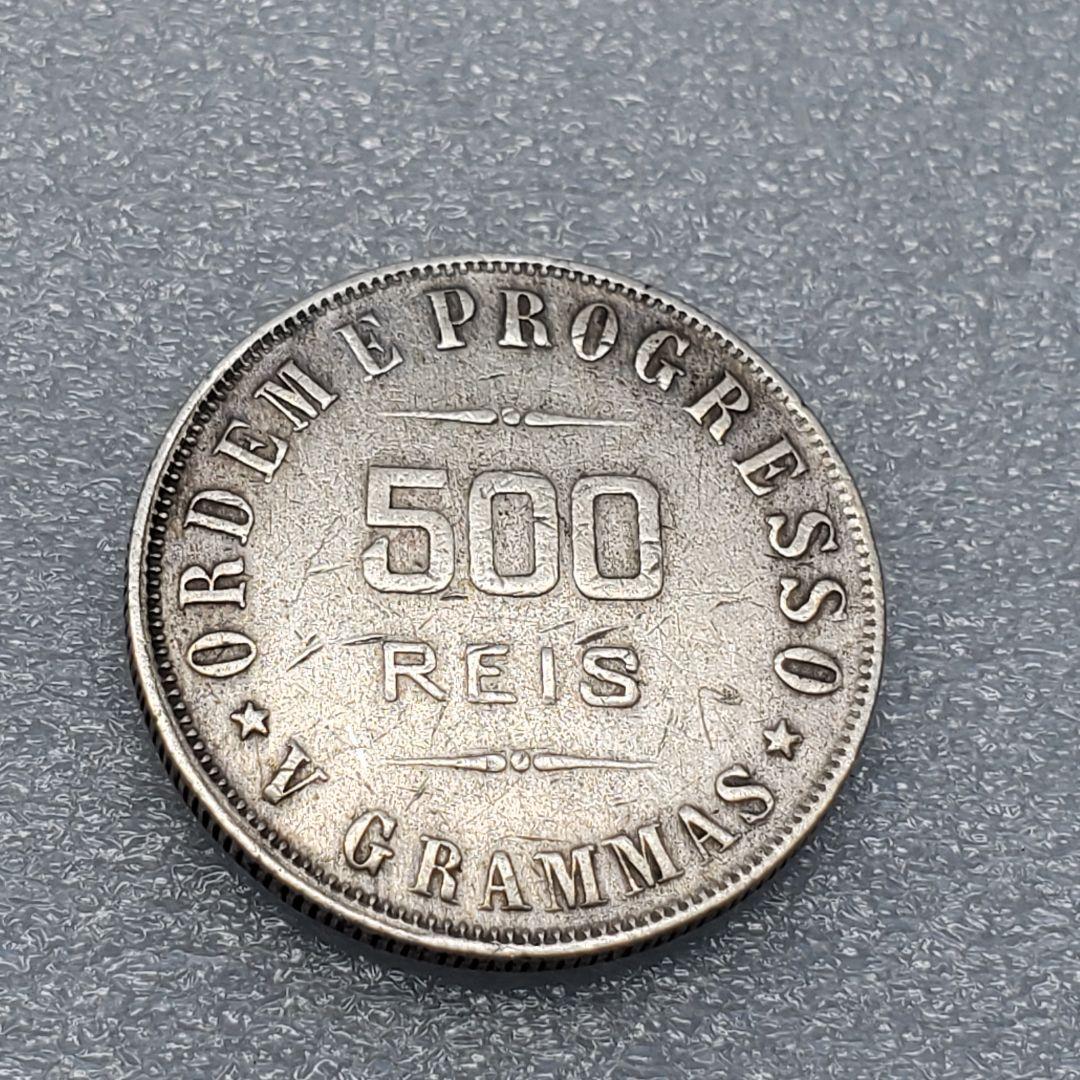 ORDEM E PROGRESSO
500
REIS
★ V GRAMMAS ★